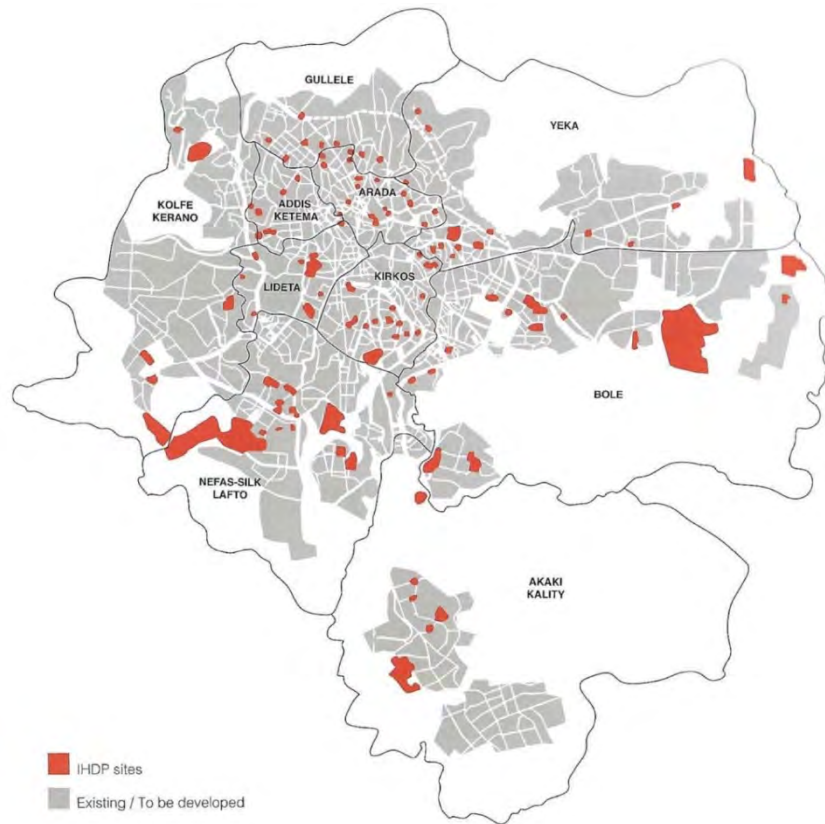 GULLELE
YEKA
KOLFE
KERANO
ADDIS
KETEMA
ARADA
LIDETA
KIRKOS
BOLE
NEFAS-SILK
LAFTO
AKAKI
KALITY
IHDP sites
Existing / To be developed